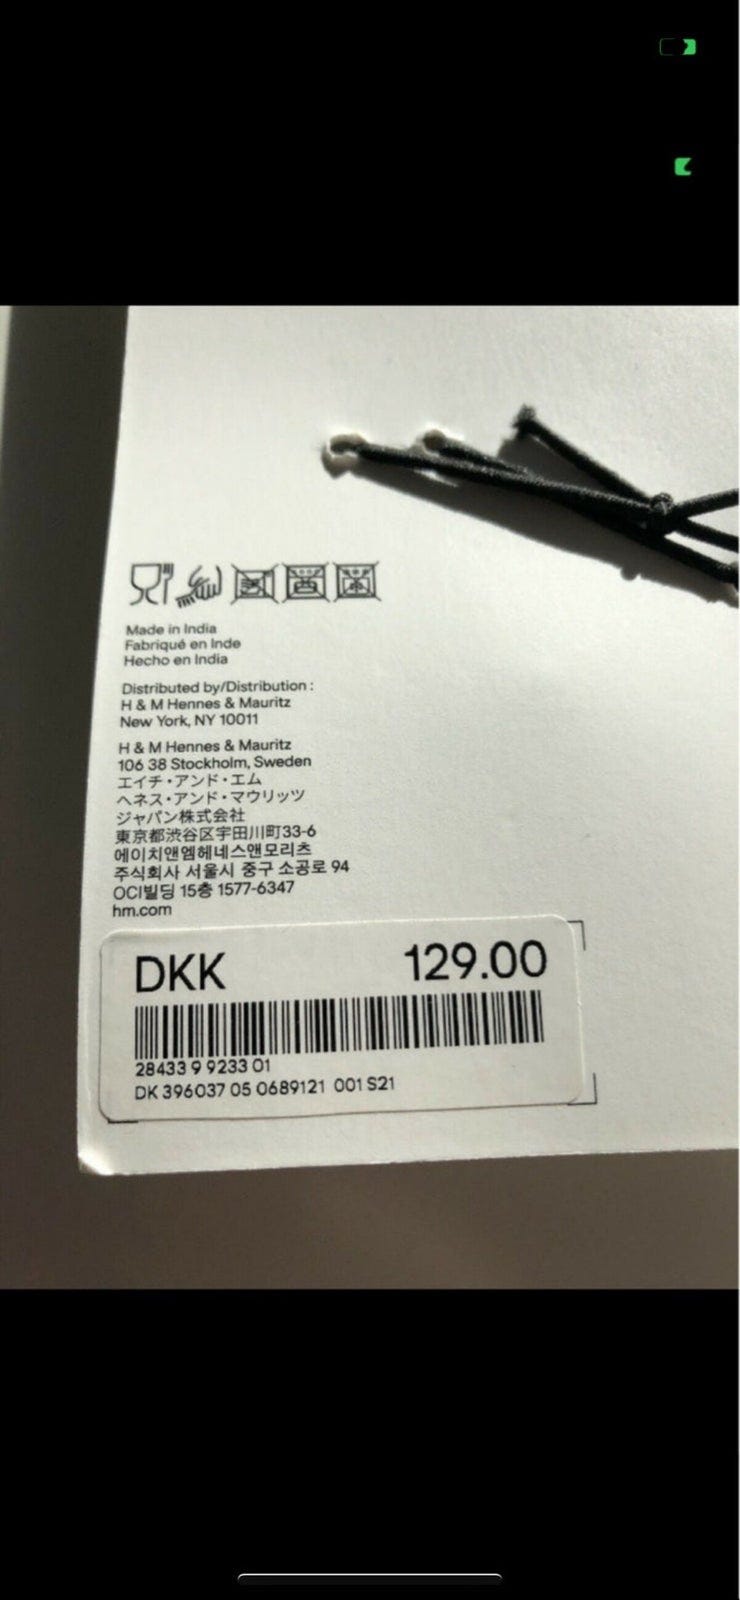 Made in India
Fabriqué en Inde
Hecho en India
Distributed by/Distribution :
H & M Hennes & Mauritz
New York, NY 10011
H & M Hennes & Mauritz
106 38 Stockholm, Sweden
エイチ・アンド・エム
ヘネス・アンド・マウリッツ
ジャパン株式会社
東京都渋谷区宇田川町33-6
에이치앤엠헤네스앤모리츠
주식회사 서울시 중구 소공로 94
OCI빌딩 15층 1577-6347
hm.com
DKK 129.00
28433 9 9233 01
DK 396037 05 0689121 001 S21